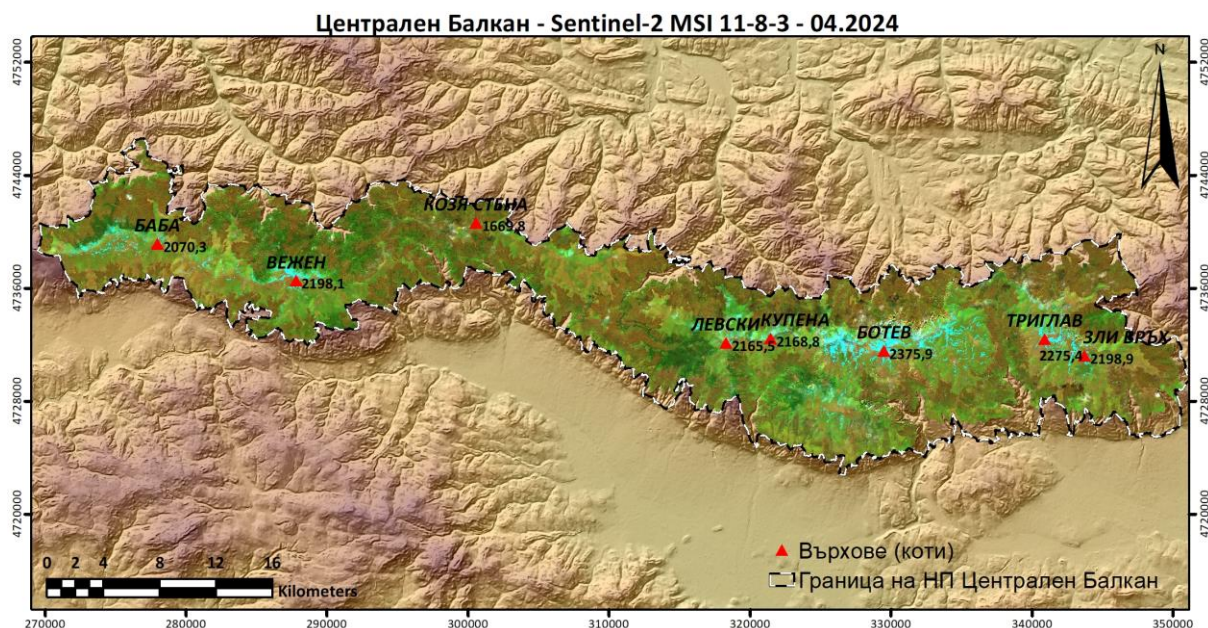 Централен Балкан - Sentinel-2 MSI 11-8-3 - 04.2024
4752000
4752000
N
4744000
4744000
КОЗЯ СТЕНА
1669,8
БАБА
2070,3
ВЕЖЕН
2198,1
4736000
4736000
ЛЕВСКИ
2165,5
КУПЕНА
2168,8
БОТЕВ
2375,9
ТРИГЛАВ
2275,4
ЗЛИ ВРЪХ
2198,9
4728000
4728000
4720000
4720000
0 2 4 8 12 16
Kilometers
Върхове (коти)
Граница на НП Централен Балкан
270000 280000 290000 300000 310000 320000 330000 340000 350000